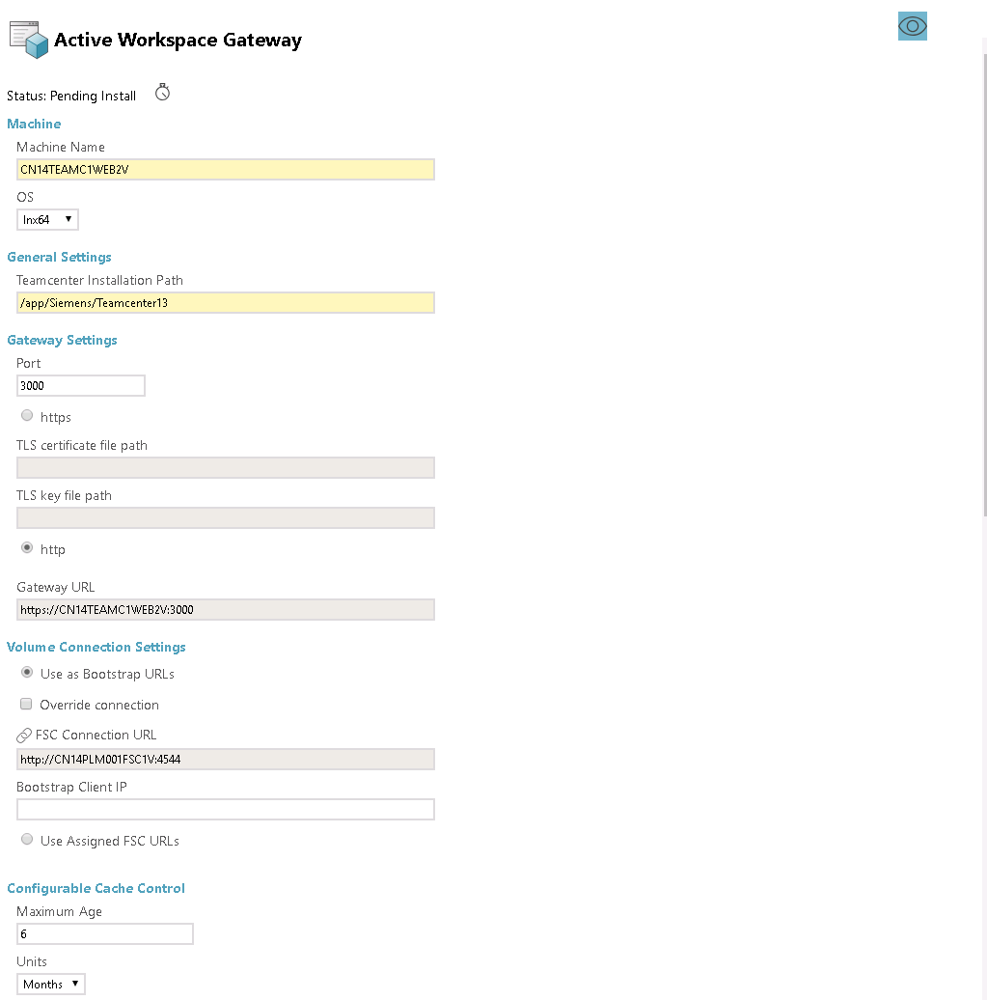 Active Workspace Gateway
Status: Pending Install
Machine
Machine Name
CN14TEAMC1WEB2V
OS
lnx64
General Settings
Teamcenter Installation Path
/app/Siemens/Teamcenter13
Gateway Settings
Port
3000
https
TLS certificate file path
TLS key file path
http
Gateway URL
https://CN14TEAMC1WEB2V:3000
Volume Connection Settings
Use as Bootstrap URLs
Override connection
FSC Connection URL
http://CN14PLM001FSC1V:4544
Bootstrap Client IP
Use Assigned FSC URLs
Configurable Cache Control
Maximum Age
6
Units
Months